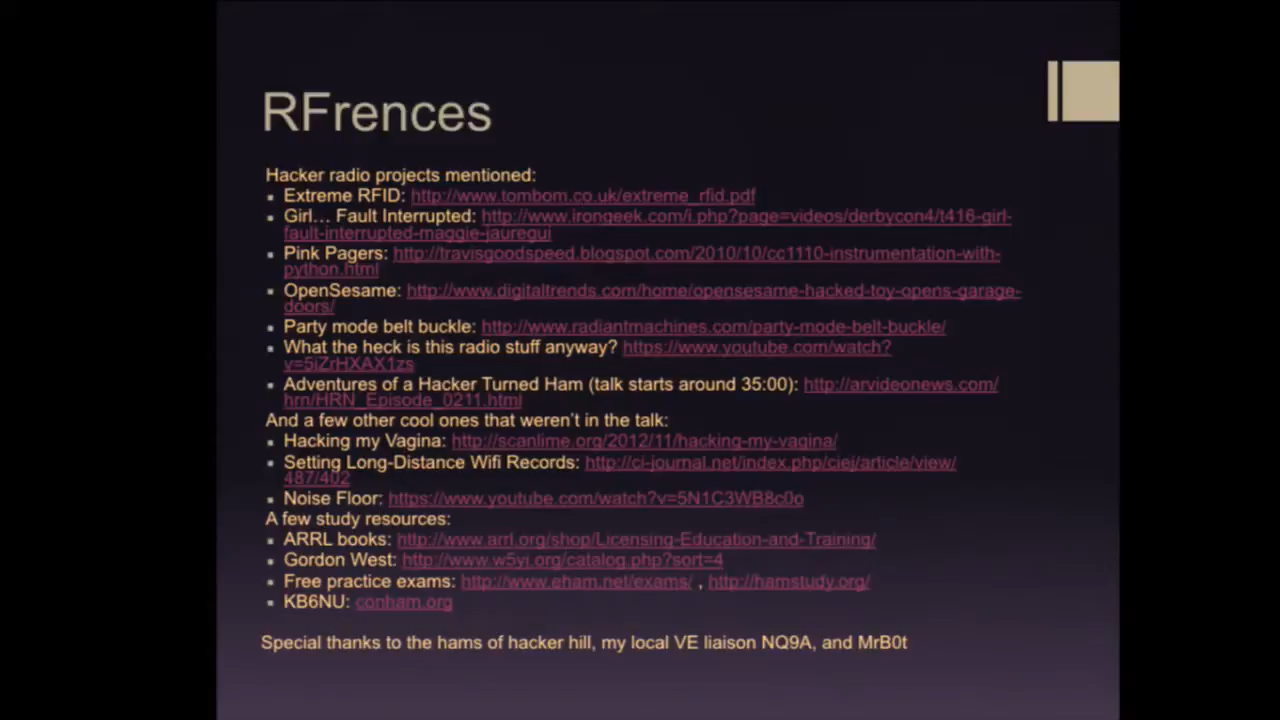 RFrences
Hacker radio projects mentioned:
▪ Extreme RFID: http://www.tombom.co.uk/extreme_rfid.pdf
▪ Girl… Fault Interrupted: http://www.irongeek.com/i.php?page=videos/derbycon4/t416-girl-
fault-interrupted-maggie-jauregui
▪ Pink Pagers: http://travisgoodspeed.blogspot.com/2010/10/cc1110-instrumentation-with-
python.html
▪ OpenSesame: http://www.digitaltrends.com/home/opensesame-hacked-toy-opens-garage-
doors/
▪ Party mode belt buckle: http://www.radiantmachines.com/party-mode-belt-buckle/
▪ What the heck is this radio stuff anyway? https://www.youtube.com/watch?
v=5iZrHXAX1zs
▪ Adventures of a Hacker Turned Ham (talk starts around 35:00): http://arvideonews.com/
hrn/HRN_Episode_0211.html
And a few other cool ones that weren't in the talk:
▪ Hacking my Vagina: http://scanlime.org/2012/11/hacking-my-vagina/
▪ Setting Long-Distance Wifi Records: http://ci-journal.net/index.php/ciej/article/view/
487/402
▪ Noise Floor: https://www.youtube.com/watch?v=5N1C3WB8c0o
A few study resources:
▪ ARRL books: http://www.arrl.org/shop/Licensing-Education-and-Training/
▪ Gordon West: http://www.w5yi.org/catalog.php?sort=4
▪ Free practice exams: http://www.eham.net/exams/ , http://hamstudy.org/
▪ KB6NU: conham.org
Special thanks to the hams of hacker hill, my local VE liaison NQ9A, and MrB0t